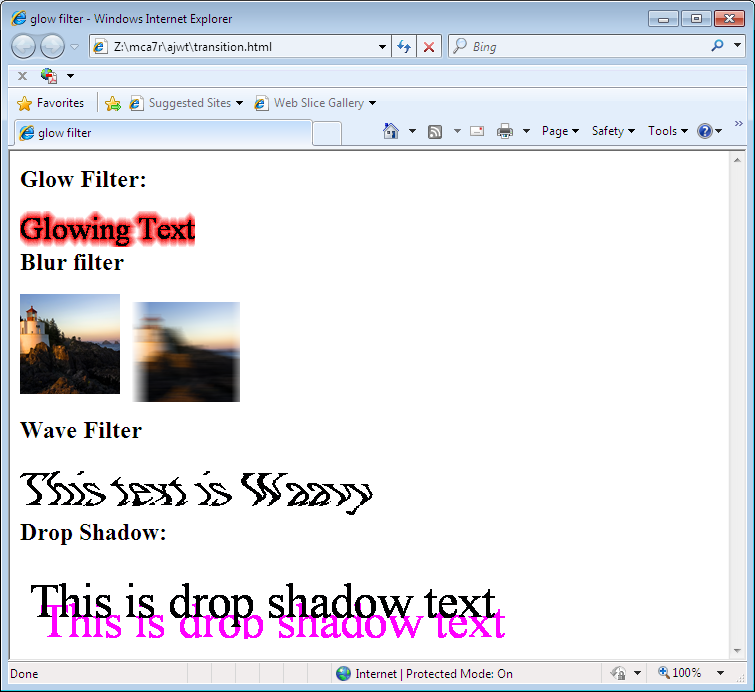 glow filter - Windows Internet Explorer
Z:\mca7r\ajwt\transition.html
Bing
Favorites
Suggested Sites
Web Slice Gallery
glow filter
Page
Safety
Tools
Glow Filter:
Glowing Text
Blur filter
Wave Filter
This text is Waavy
Drop Shadow:
This is drop shadow text
This is drop shadow text
Done
Internet | Protected Mode: On
100%